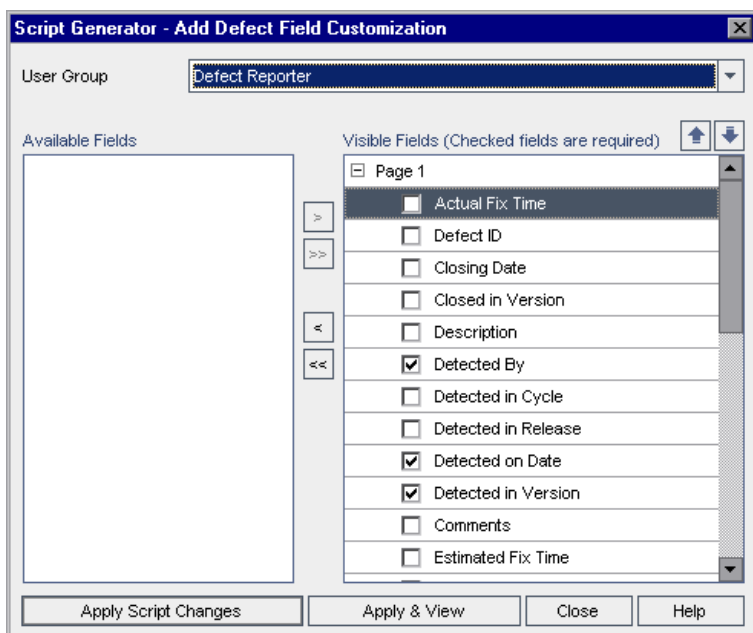 Script Generator - Add Defect Field Customization
User Group
Defect Reporter
Available Fields
Visible Fields (Checked fields are required)
Page 1
Actual Fix Time
Defect ID
Closing Date
Closed in Version
Description
Detected By
Detected in Cycle
Detected in Release
Detected on Date
Detected in Version
Comments
Estimated Fix Time
>
>>
<
<<
Apply Script Changes
Apply & View
Close
Help